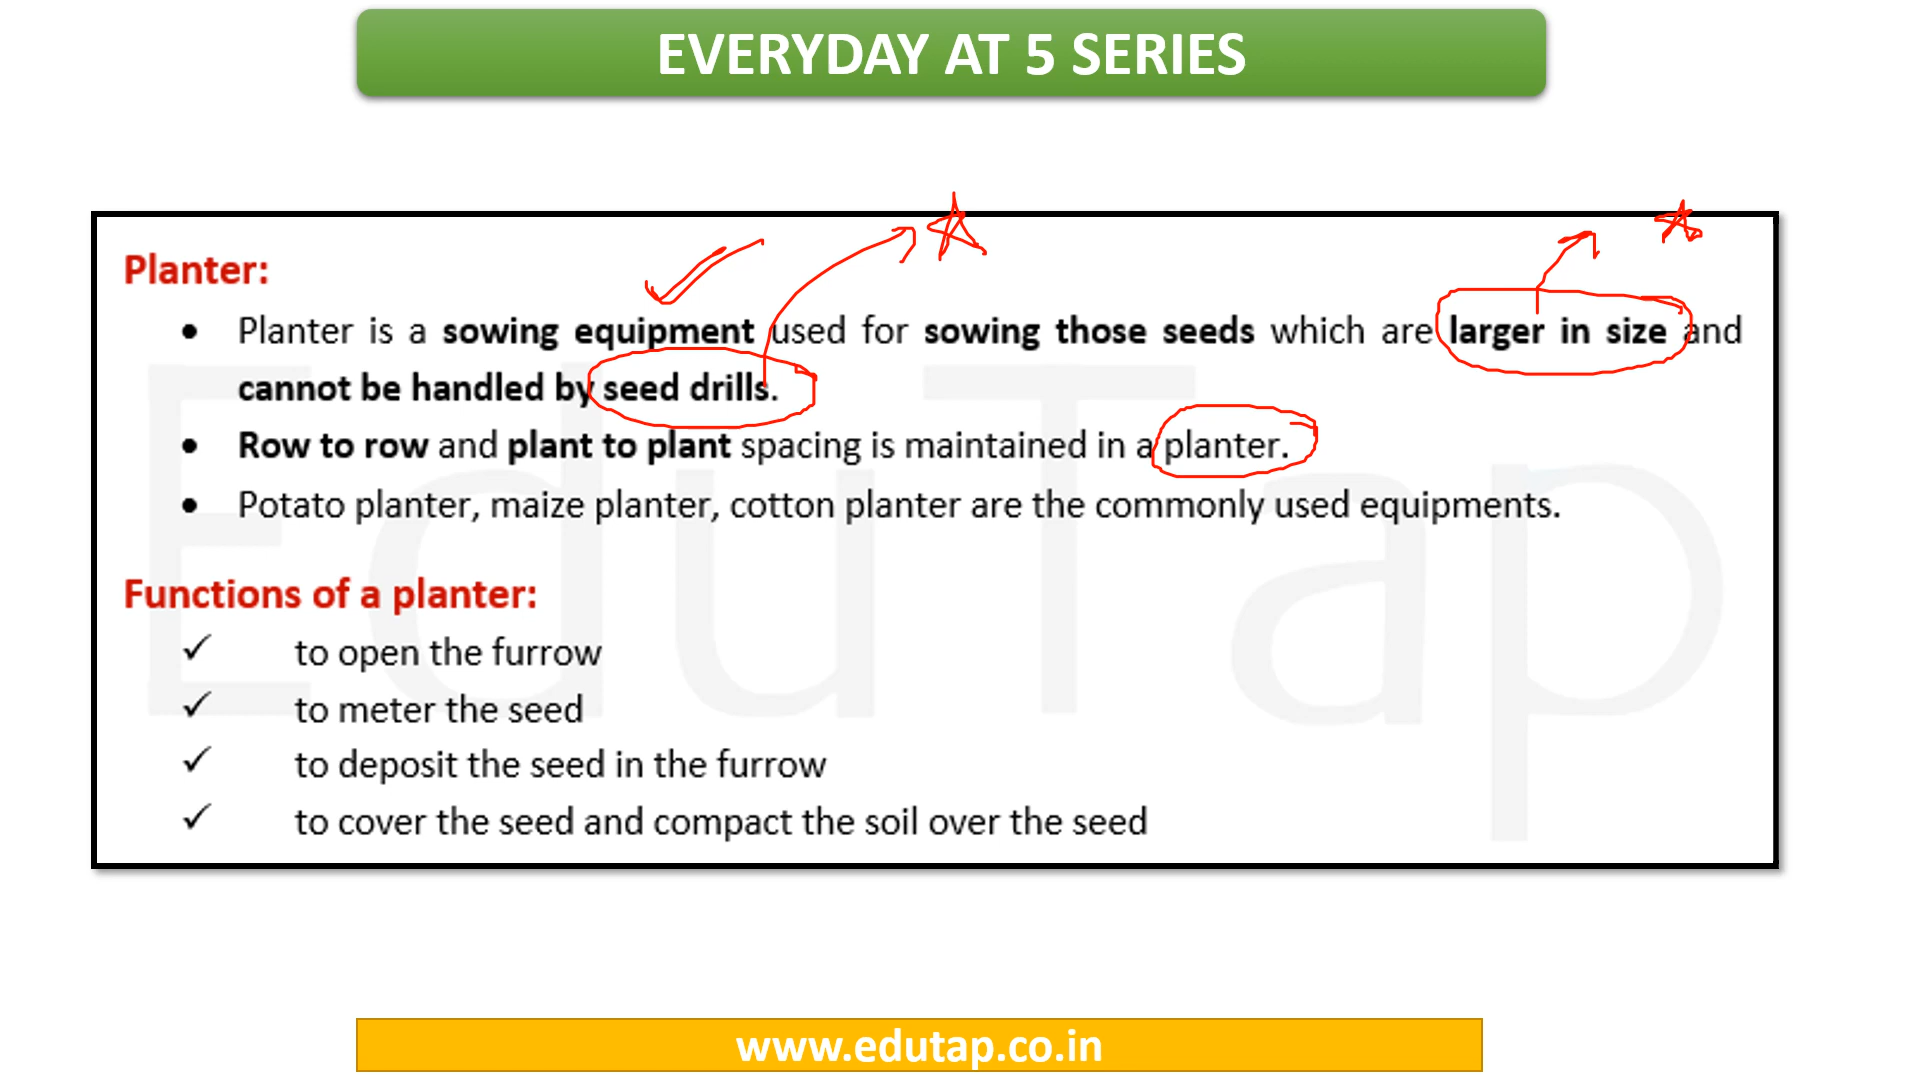 EVERYDAY AT 5 SERIES
Planter:
• Planter is a sowing equipment used for sowing those seeds which are larger in size and
cannot be handled by seed drills.
• Row to row and plant to plant spacing is maintained in a planter.
• Potato planter, maize planter, cotton planter are the commonly used equipments.
Functions of a planter:
✓ to open the furrow
✓ to meter the seed
✓ to deposit the seed in the furrow
✓ to cover the seed and compact the soil over the seed
EduTap
www.edutap.co.in